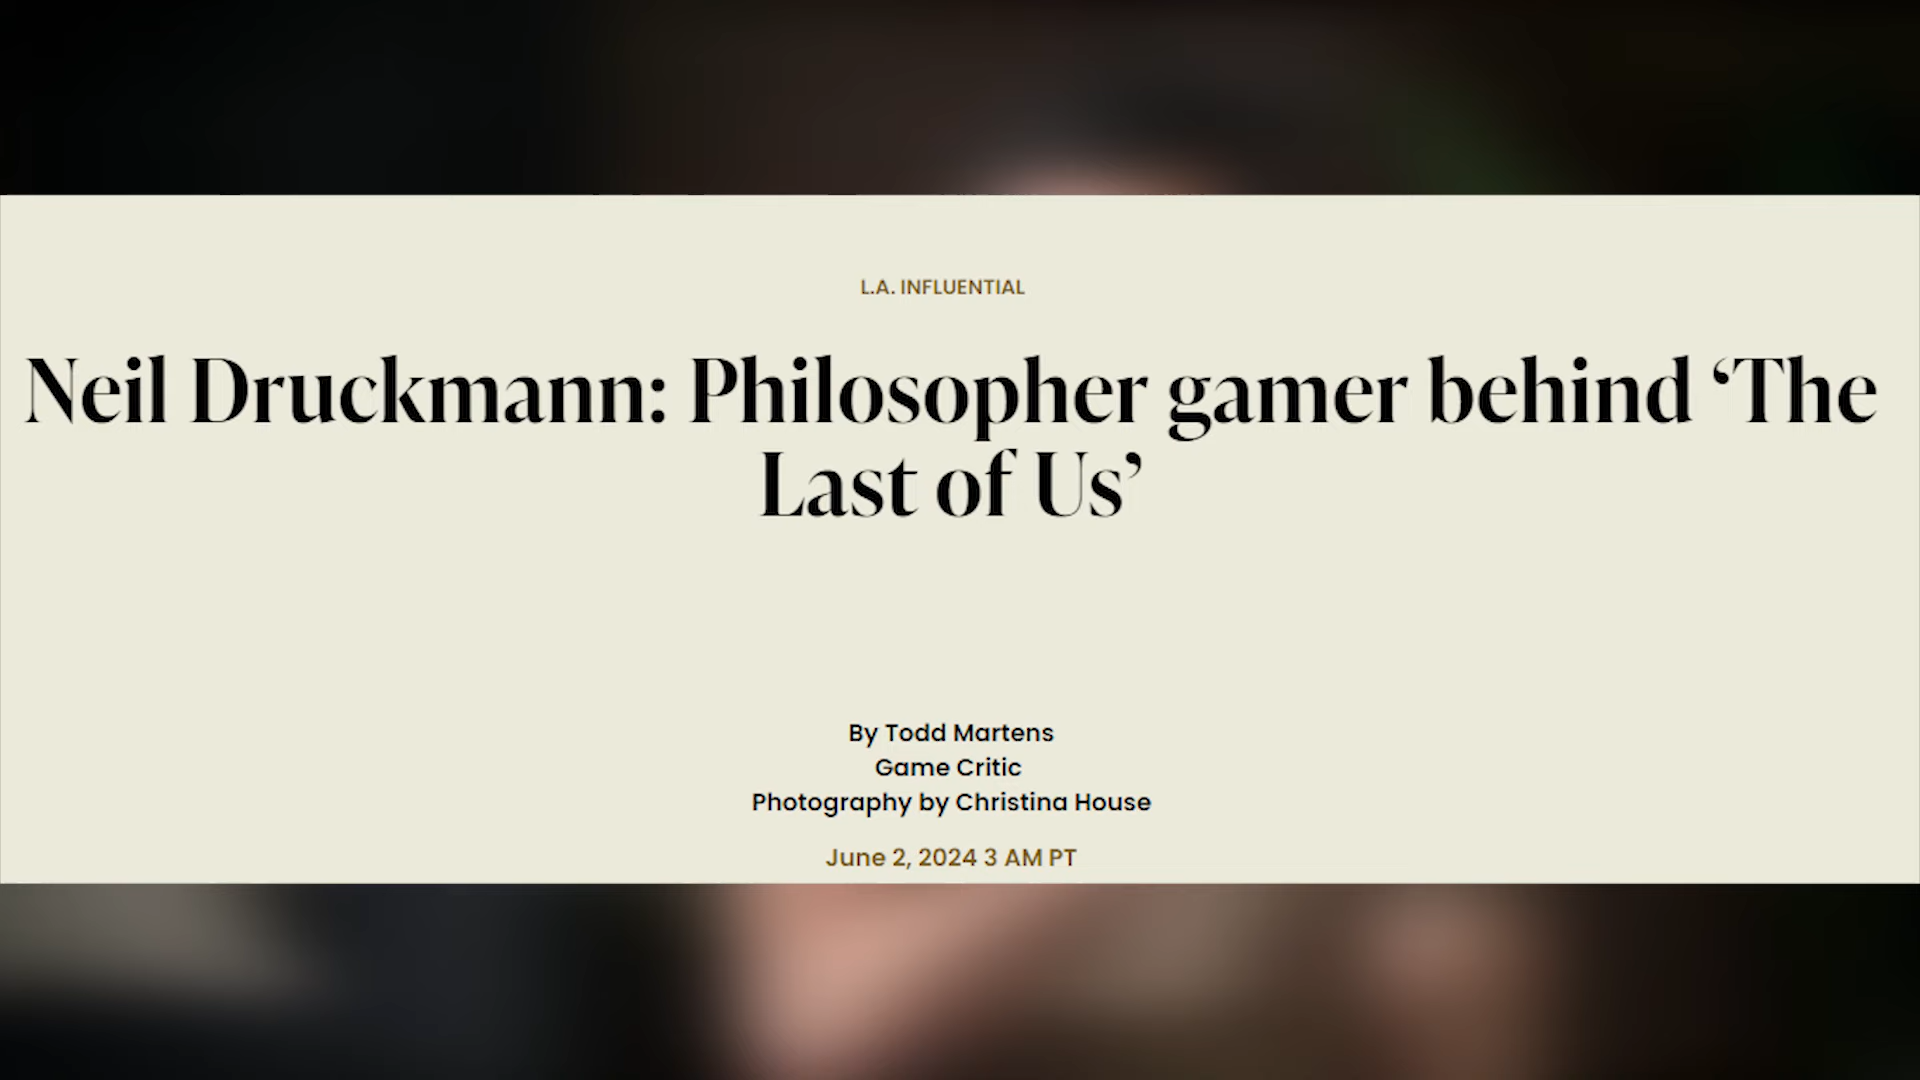 L.A. INFLUENTIAL
Neil Druckmann: Philosopher gamer behind ‘The
Last of Us’
By Todd Martens
Game Critic
Photography by Christina House
June 2, 2024 3 AM PT